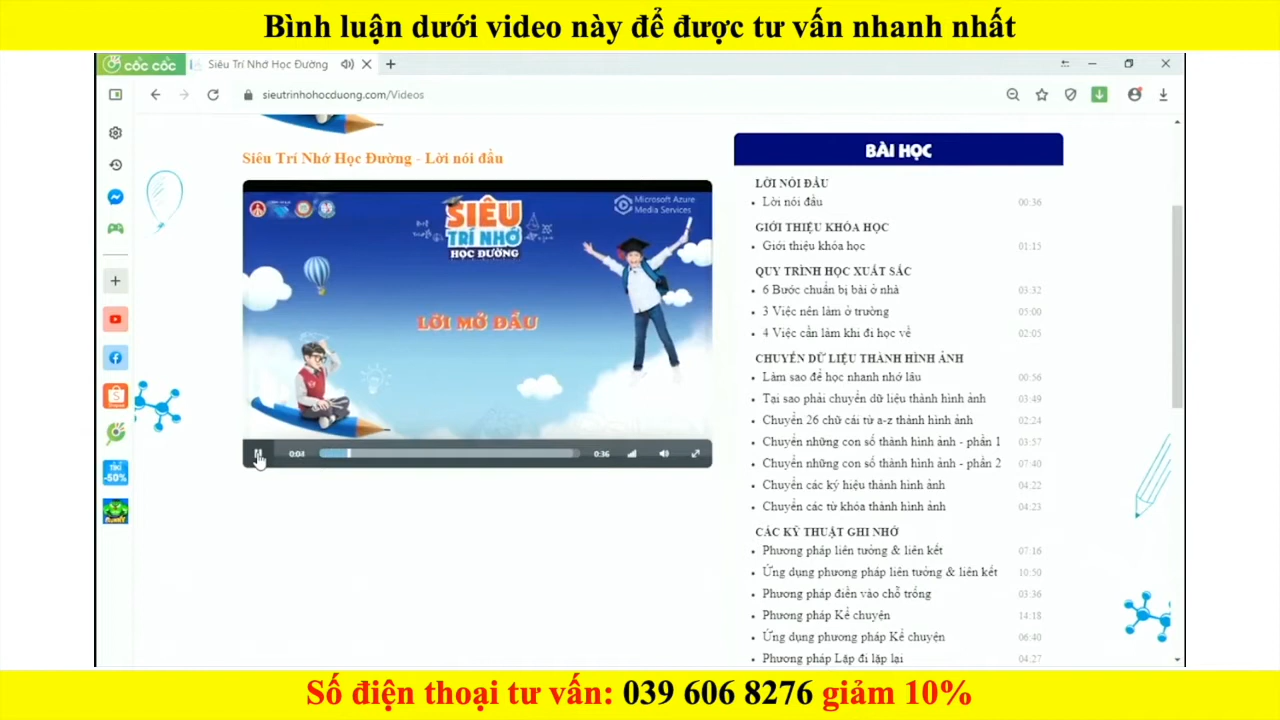 Bình luận dưới video này để được tư vấn nhanh nhất
CỐC CỐC
Siêu Trí Nhớ Học Đường
sieutrinhohocduong.com/Videos
Siêu Trí Nhớ Học Đường - Lời nói đầu
Microsoft Azure
Media Services
SIÊU
TRÍ NHỚ
HỌC ĐƯỜNG
LỜI MỞ ĐẦU
0:36
BÀI HỌC
LỜI NÓI ĐẦU
• Lời nói đầu 00:36
GIỚI THIỆU KHÓA HỌC
• Giới thiệu khóa học 01:15
QUY TRÌNH HỌC XUẤT SẮC
• 6 Bước chuẩn bị bài ở nhà 03:32
• 3 Việc nên làm ở trường 05:00
• 4 Việc cần làm khi đi học về 02:05
CHUYỂN DỮ LIỆU THÀNH HÌNH ẢNH
• Làm sao để học nhanh nhớ lâu 00:56
• Tại sao phải chuyển dữ liệu thành hình ảnh 03:49
• Chuyển 26 chữ cái từ a-z thành hình ảnh 02:24
• Chuyển những con số thành hình ảnh - phần 1 03:57
• Chuyển những con số thành hình ảnh - phần 2 07:40
• Chuyển các ký hiệu thành hình ảnh 04:22
• Chuyển các từ khóa thành hình ảnh 04:23
CÁC KỸ THUẬT GHI NHỚ
• Phương pháp liên tưởng & liên kết 07:16
• Ứng dụng phương pháp liên tưởng & liên kết 10:50
• Phương pháp điền vào chỗ trống 03:36
• Phương pháp Kể chuyện 14:18
• Ứng dụng phương pháp Kể chuyện 06:40
• Phương pháp Lặp đi lặp lại 04:27
TIKI
-50%
Số điện thoại tư vấn: 039 606 8276 giảm 10%